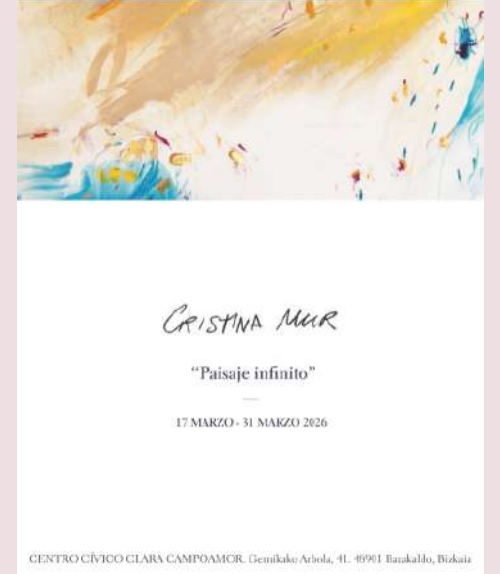 CRISTINA MUR
“Paisaje infinito”
17 MARZO - 31 MARZO 2026
CENTRO CÍVICO CLARA CAMPOAMOR. Gernikako Arbola, 41. 48901 Barakaldo, Bizkaia